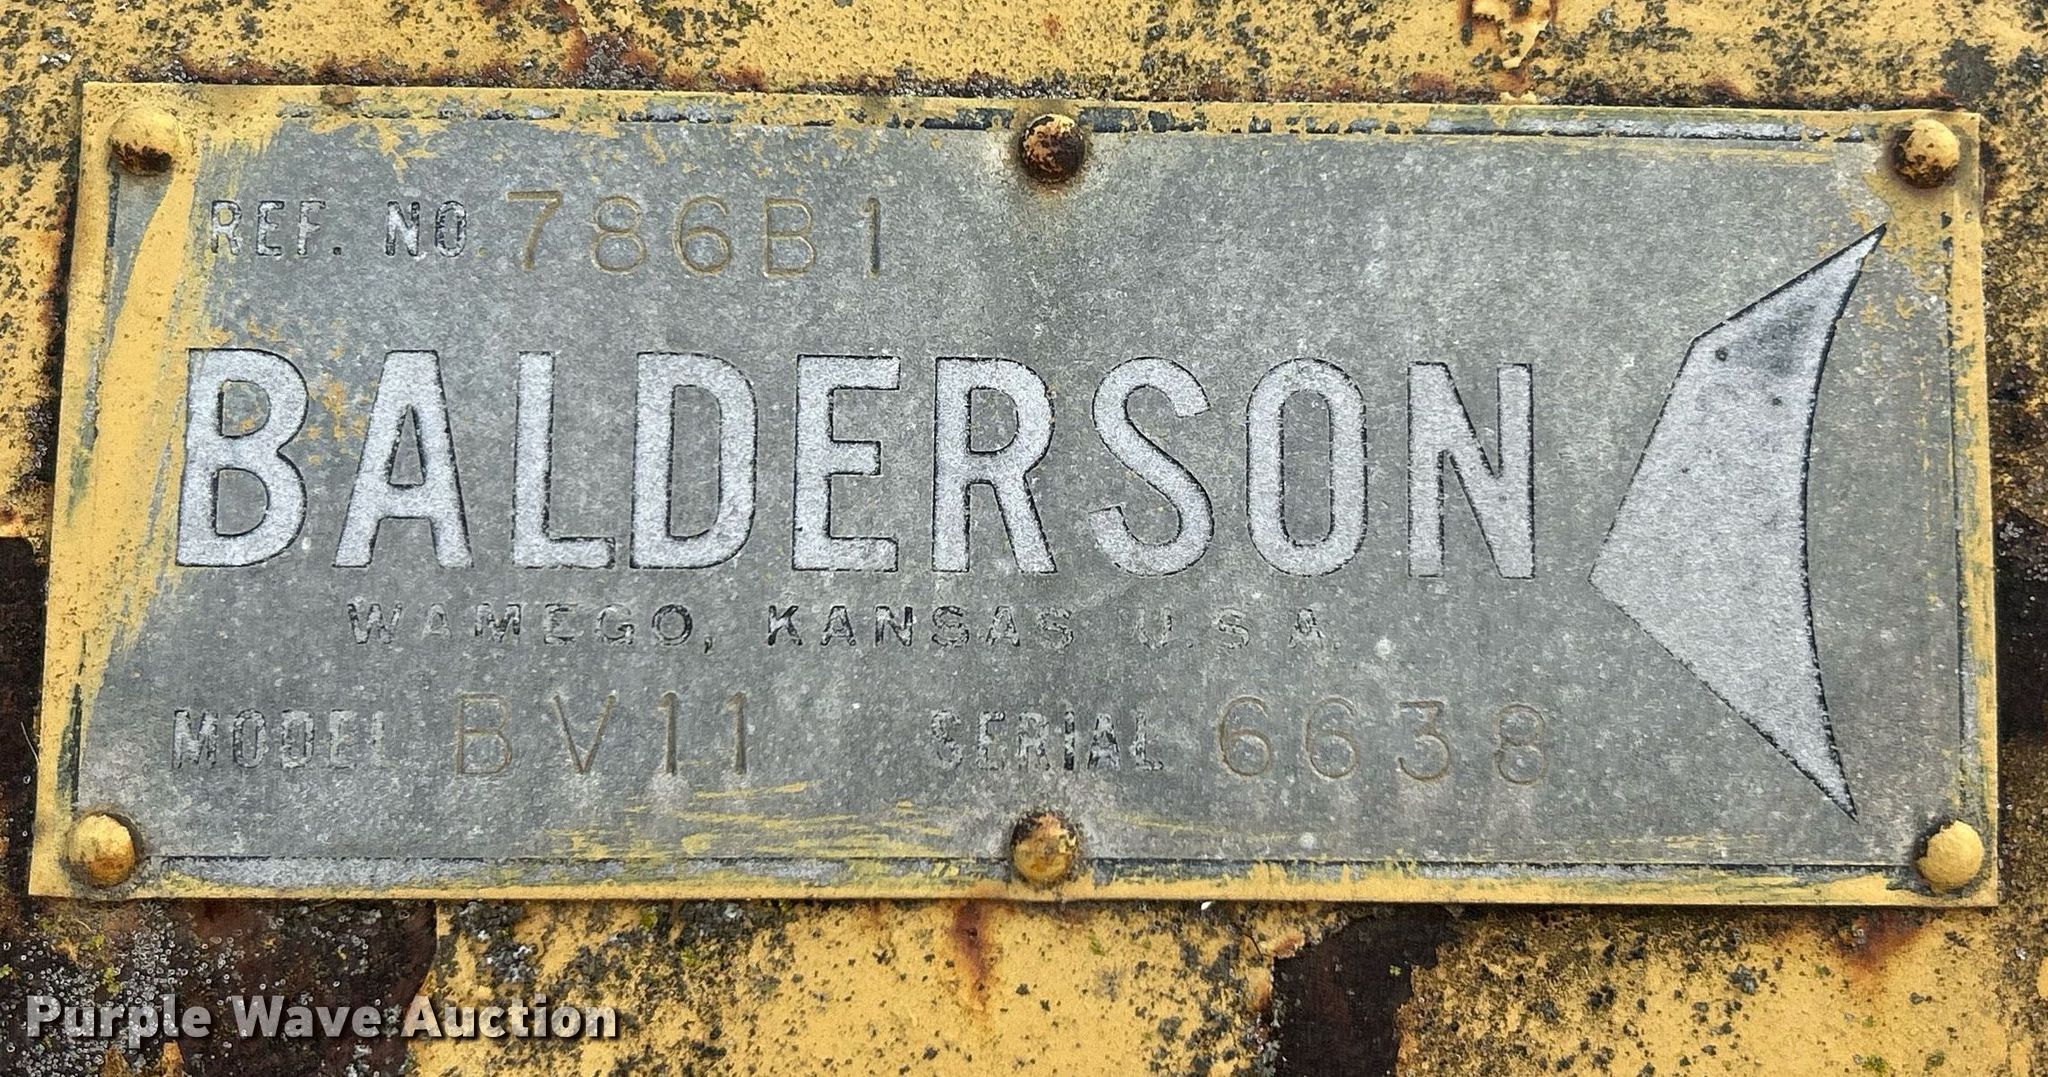 REF. NO. 786B1
BALDERSON
WAMEGO, KANSAS U.S.A.
MODEL BV11 SERIAL 6638
Purple Wave Auction